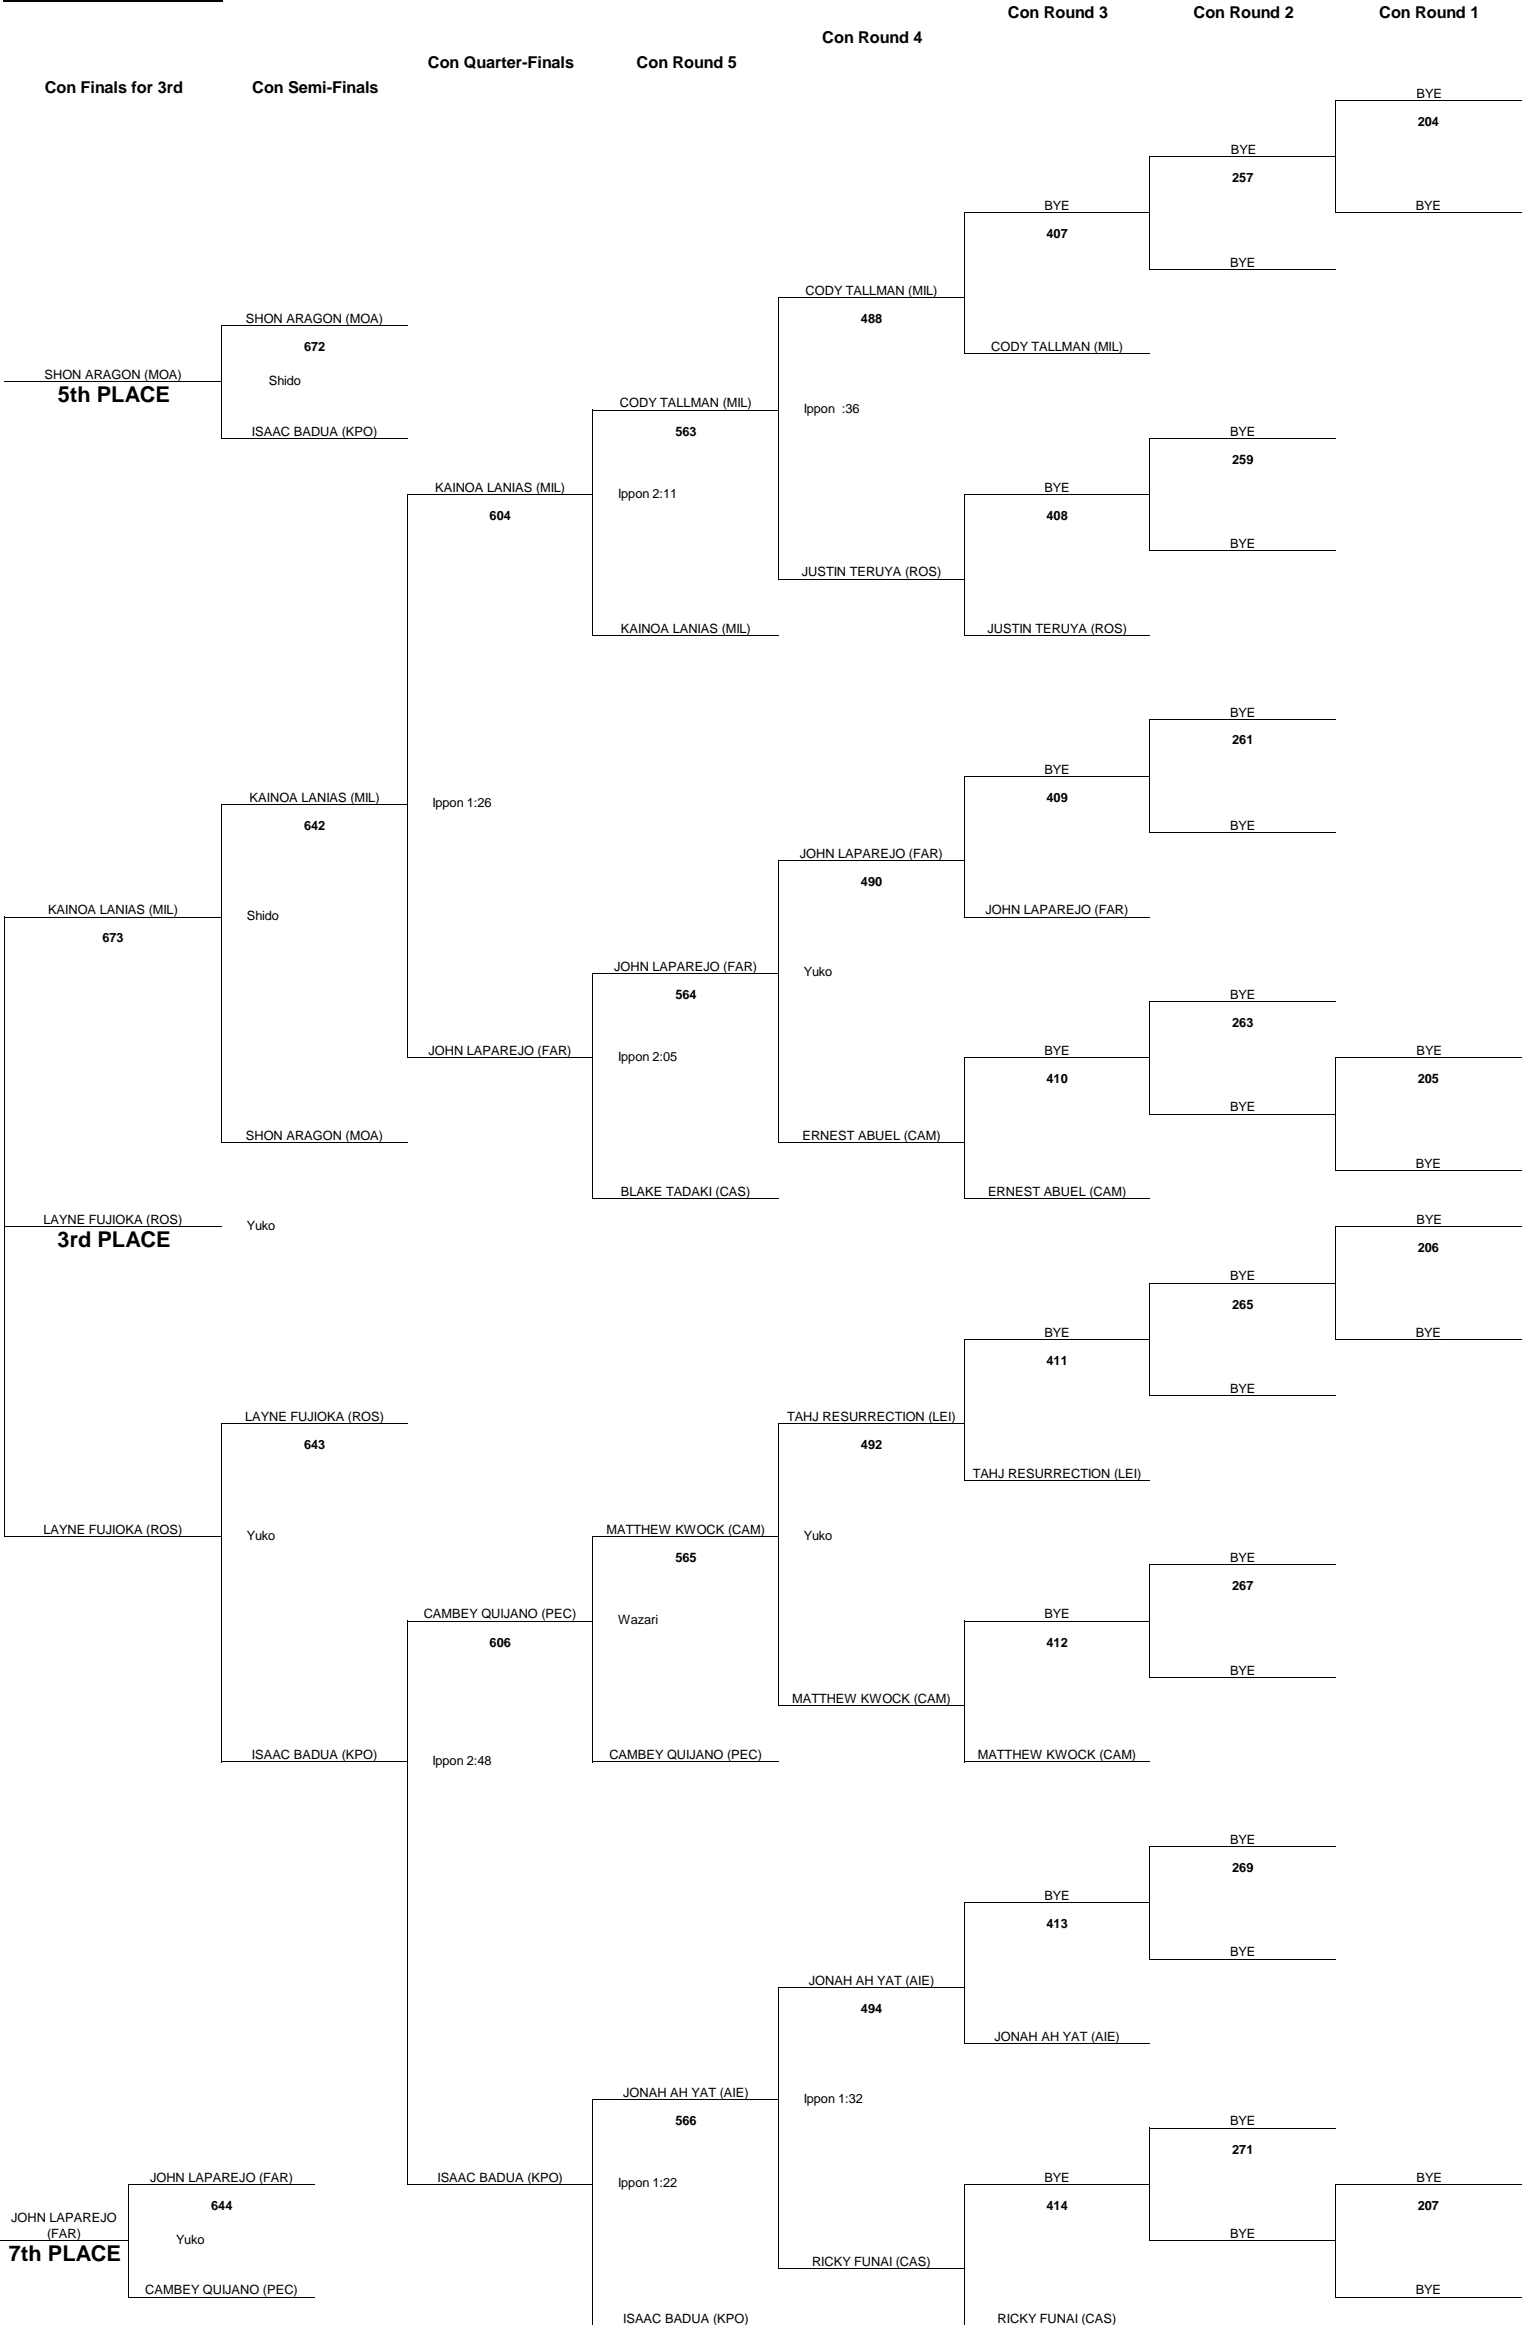 Con Round 3 Con Round 2 Con Round 1
Con Round 4
Con Quarter-Finals Con Round 5
Con Finals for 3rd Con Semi-Finals
BYE
204
BYE
257
BYE BYE
407
BYE
CODY TALLMAN (MIL)
SHON ARAGON (MOA) 488
672 CODY TALLMAN (MIL)
SHON ARAGON (MOA) Shido
5th PLACE
CODY TALLMAN (MIL) Ippon :36
ISAAC BADUA (KPO) 563 BYE
259
KAINOA LANIAS (MIL) Ippon 2:11 BYE
604 408
BYE
JUSTIN TERUYA (ROS)
KAINOA LANIAS (MIL) JUSTIN TERUYA (ROS)
BYE
261
BYE
KAINOA LANIAS (MIL) Ippon 1:26 409
642 BYE
JOHN LAPAREJO (FAR)
490
KAINOA LANIAS (MIL) Shido JOHN LAPAREJO (FAR)
673
JOHN LAPAREJO (FAR) Yuko
564 BYE
263
JOHN LAPAREJO (FAR) Ippon 2:05 BYE BYE
410 205
BYE
SHON ARAGON (MOA) ERNEST ABUEL (CAM)
BYE
BLAKE TADAKI (CAS) ERNEST ABUEL (CAM)
LAYNE FUJIOKA (ROS) Yuko BYE
3rd PLACE 206
BYE
265
BYE BYE
411
BYE
LAYNE FUJIOKA (ROS) TAHJ RESURRECTION (LEI)
643 492
TAHJ RESURRECTION (LEI)
LAYNE FUJIOKA (ROS) Yuko MATTHEW KWOCK (CAM) Yuko
565 BYE
267
CAMBEY QUIJANO (PEC) Wazari BYE
606 412
BYE
MATTHEW KWOCK (CAM)
ISAAC BADUA (KPO) Ippon 2:48 CAMBEY QUIJANO (PEC) MATTHEW KWOCK (CAM)
BYE
269
BYE
413
BYE
JONAH AH YAT (AIE)
494
JONAH AH YAT (AIE)
JONAH AH YAT (AIE) Ippon 1:32
566 BYE
271
JOHN LAPAREJO (FAR) ISAAC BADUA (KPO) Ippon 1:22 BYE BYE
644 414 207
JOHN LAPAREJO
(FAR) Yuko BYE
7th PLACE
RICKY FUNAI (CAS)
CAMBEY QUIJANO (PEC) BYE
ISAAC BADUA (KPO) RICKY FUNAI (CAS)